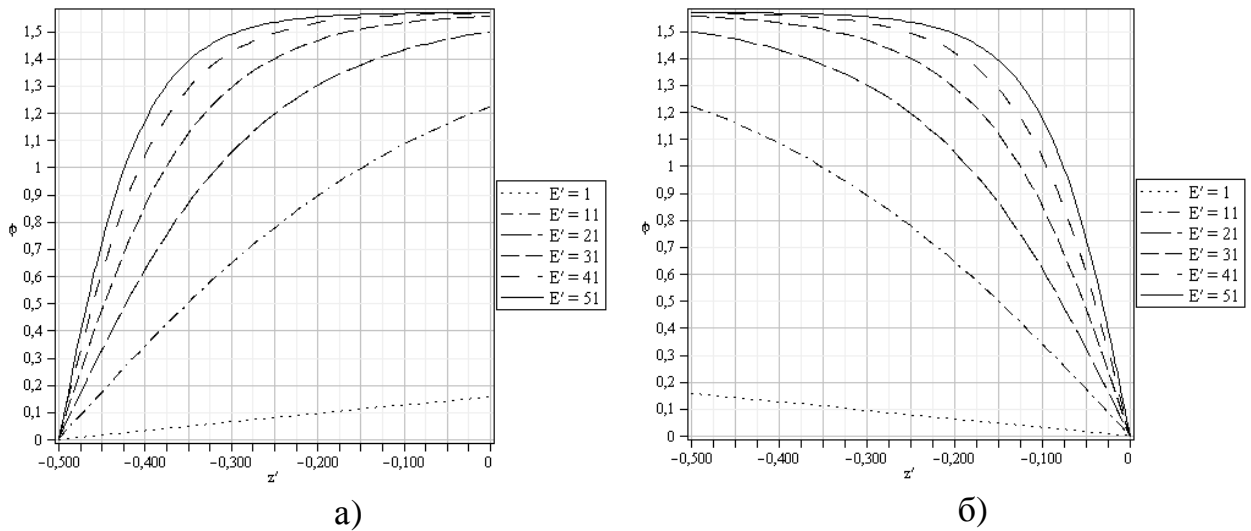 1,5
1,4
1,3
1,2
1,1
1
0,9
0,8
ϕ
0,7
0,6
0,5
0,4
0,3
0,2
0,1
0
−0,500 −0,400 −0,300 −0,200 −0,100 0
z′
E′ = 1
E′ = 11
E′ = 21
E′ = 31
E′ = 41
E′ = 51
а)
1,5
1,4
1,3
1,2
1,1
1
0,9
0,8
ϕ
0,7
0,6
0,5
0,4
0,3
0,2
0,1
0
−0,500 −0,400 −0,300 −0,200 −0,100 0
z′
E′ = 1
E′ = 11
E′ = 21
E′ = 31
E′ = 41
E′ = 51
б)